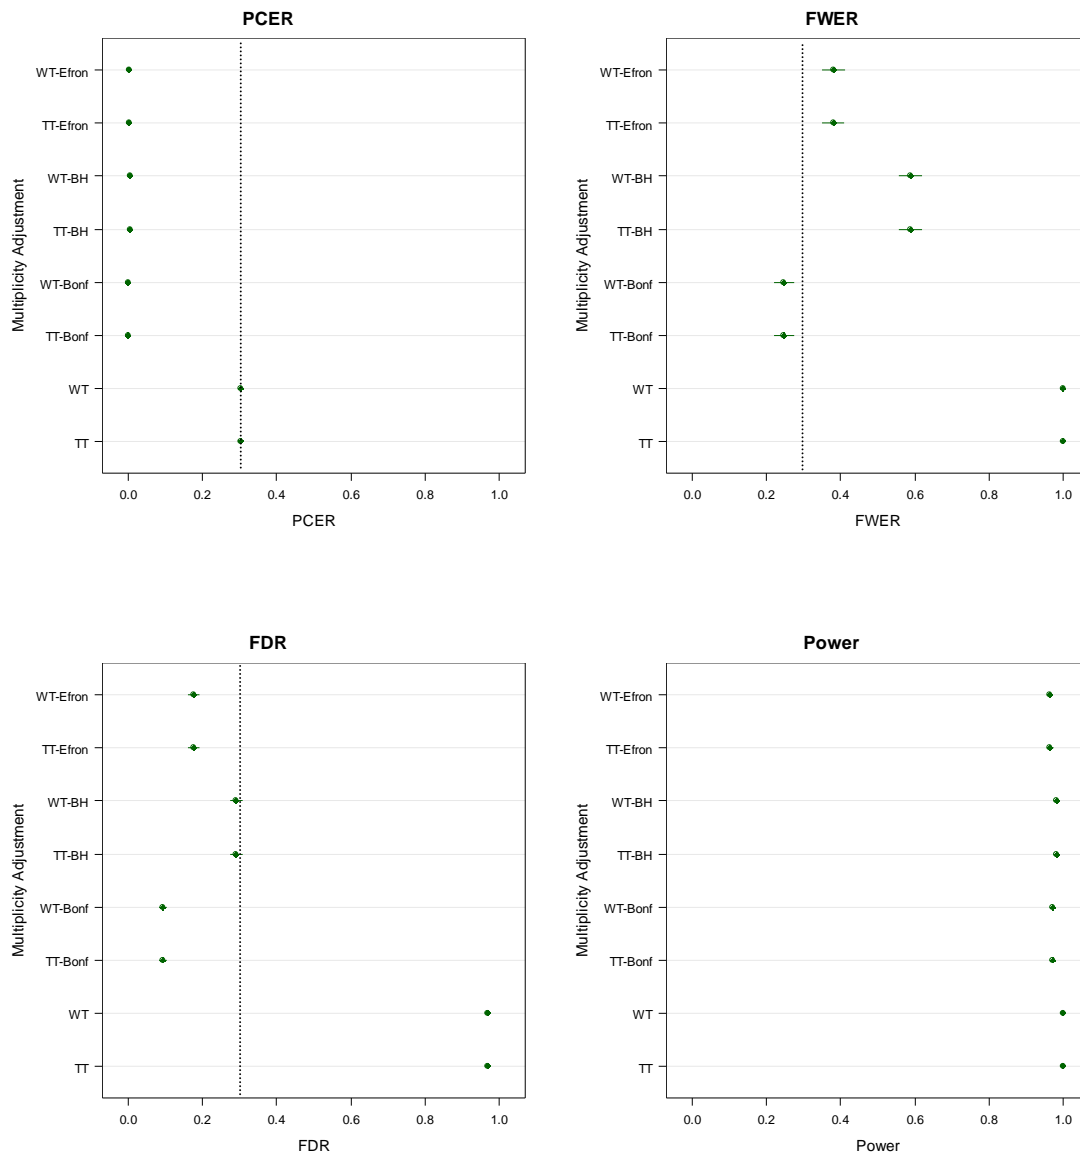 PCER
Multiplicity Adjustment
WT-Efron
TT-Efron
WT-BH
TT-BH
WT-Bonf
TT-Bonf
WT
TT
0.0 0.2 0.4 0.6 0.8 1.0
PCER
FWER
Multiplicity Adjustment
WT-Efron
TT-Efron
WT-BH
TT-BH
WT-Bonf
TT-Bonf
WT
TT
0.0 0.2 0.4 0.6 0.8 1.0
FWER
FDR
Multiplicity Adjustment
WT-Efron
TT-Efron
WT-BH
TT-BH
WT-Bonf
TT-Bonf
WT
TT
0.0 0.2 0.4 0.6 0.8 1.0
FDR
Power
Multiplicity Adjustment
WT-Efron
TT-Efron
WT-BH
TT-BH
WT-Bonf
TT-Bonf
WT
TT
0.0 0.2 0.4 0.6 0.8 1.0
Power